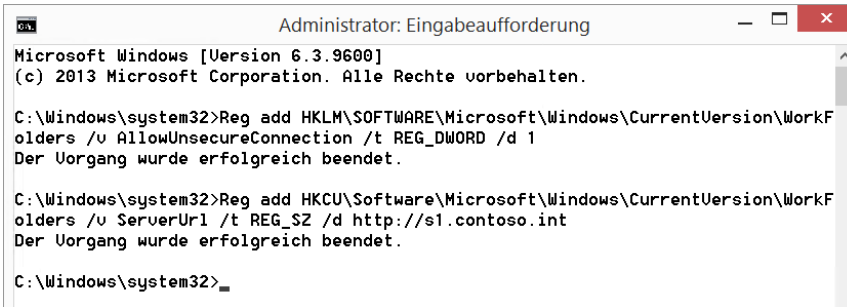 Administrator: Eingabeaufforderung
Microsoft Windows [Version 6.3.9600]
(c) 2013 Microsoft Corporation. Alle Rechte vorbehalten.
C:\Windows\system32>Reg add HKLM\SOFTWARE\Microsoft\Windows\CurrentVersion\WorkF
olders /v AllowUnsecureConnection /t REG_DWORD /d 1
Der Vorgang wurde erfolgreich beendet.
C:\Windows\system32>Reg add HKCU\Software\Microsoft\Windows\CurrentVersion\WorkF
olders /v ServerUrl /t REG_SZ /d http://s1.contoso.int
Der Vorgang wurde erfolgreich beendet.
C:\Windows\system32>_